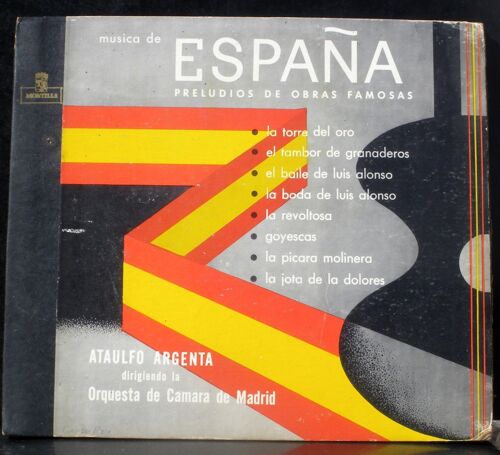 musica de
ESPAÑA
PRELUDIOS DE OBRAS FAMOSAS
MONTILLA
la torre del oro
el tambor de granaderos
el baile de luis alonso
la boda de luis alonso
la revoltosa
goyescas
la picara molinera
la jota de la dolores
ATAULFO ARGENTA
dirigiendo la
Orquesta de Camara de Madrid